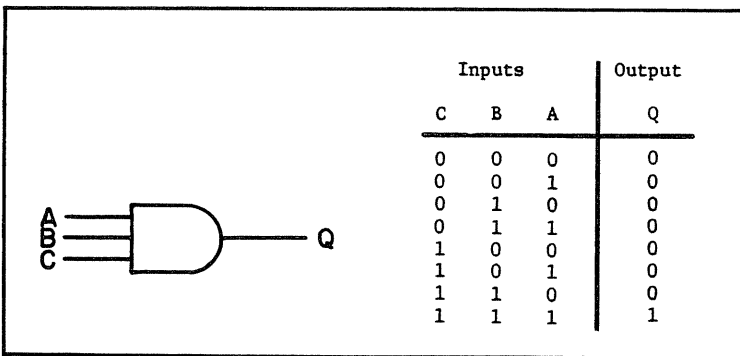 Inputs Output
C B A Q
0 0 0 0
0 0 1 0
0 1 0 0
0 1 1 0
1 0 0 0
1 0 1 0
1 1 0 0
1 1 1 1
A
B Q
C